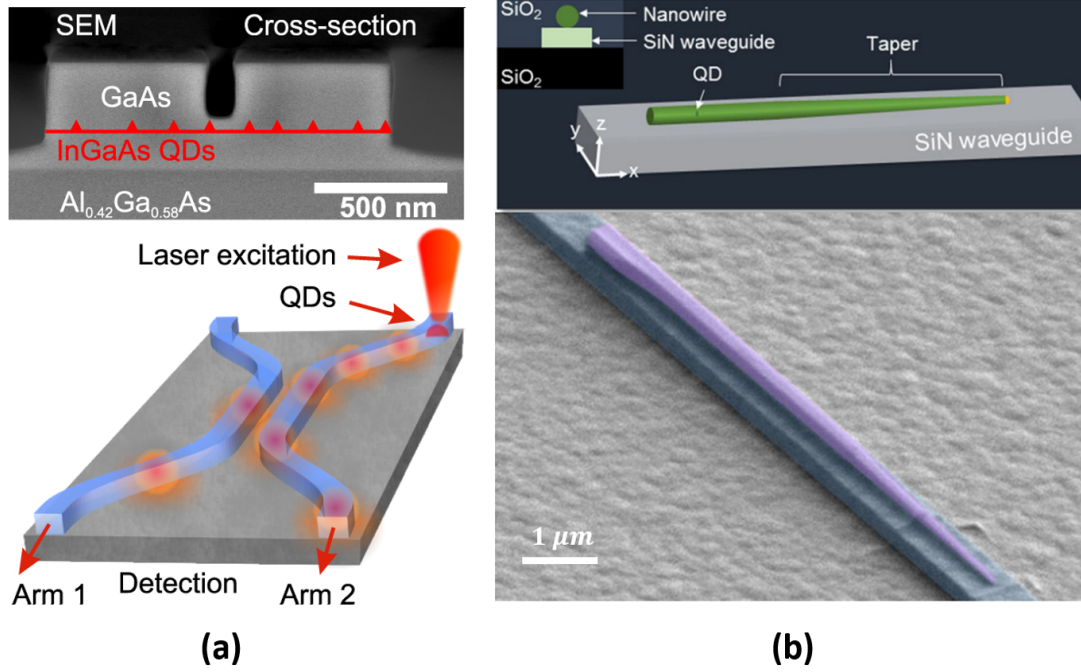 SEM Cross-section
GaAs
InGaAs QDs
Al0.42Ga0.58As
500 nm
Laser excitation
QDs
Arm 1
Detection
Arm 2
(a)
SiO2
Nanowire
SiN waveguide
SiO2
QD
Taper
SiN waveguide
y
z
x
1 μm
(b)